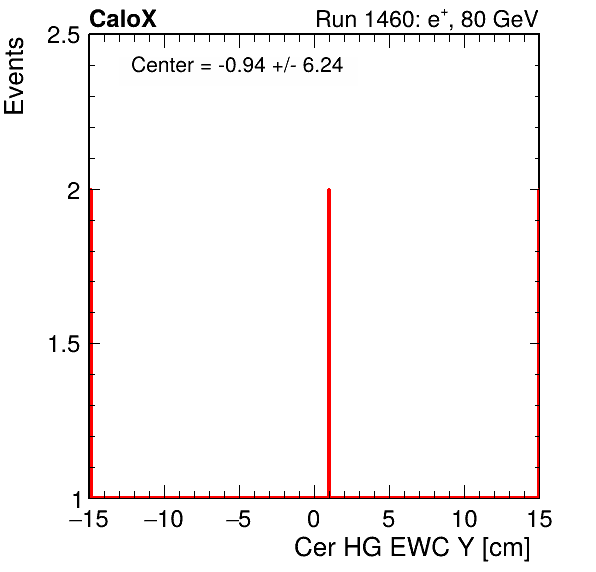 CaloX Run 1460: e⁺, 80 GeV
Center = -0.94 +/- 6.24
Events
2.5
2
1.5
1
−15 −10 −5 0 5 10 15
Cer HG EWC Y [cm]